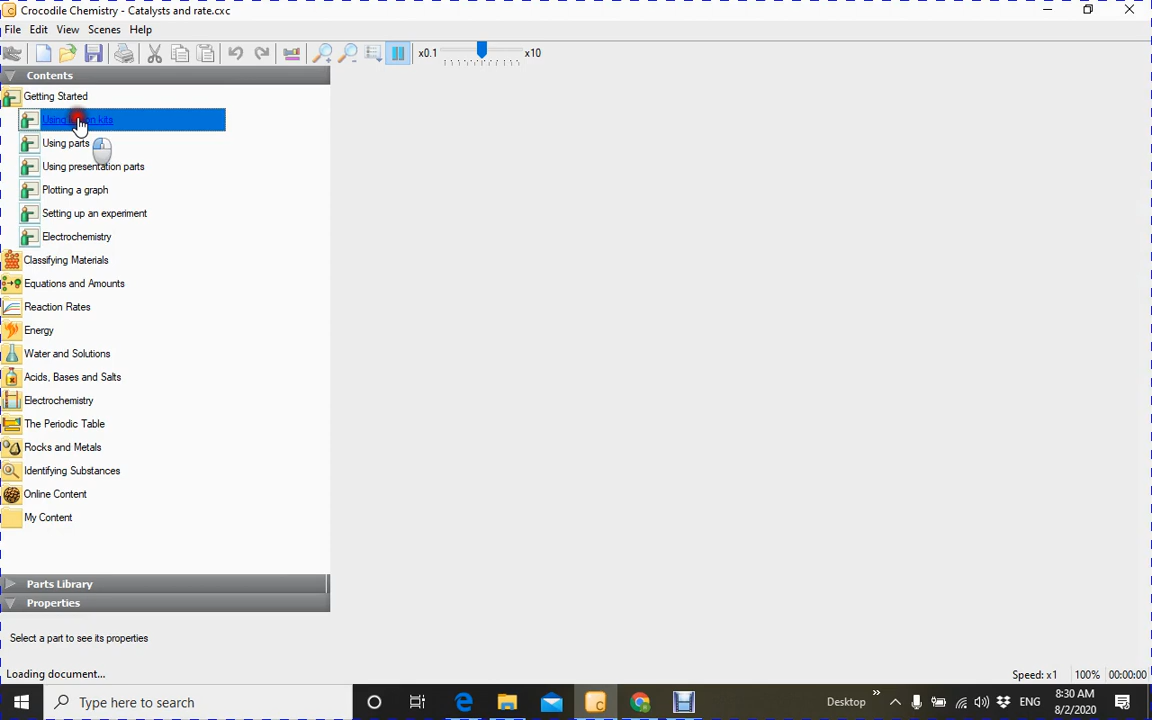 Crocodile Chemistry - Catalysts and rate.cxc
File Edit View Scenes Help
x0.1 x10
Contents
Getting Started
Using kits
Using parts
Using presentation parts
Plotting a graph
Setting up an experiment
Electrochemistry
Classifying Materials
Equations and Amounts
Reaction Rates
Energy
Water and Solutions
Acids, Bases and Salts
Electrochemistry
The Periodic Table
Rocks and Metals
Identifying Substances
Online Content
My Content
Parts Library
Properties
Select a part to see its properties
Loading document... Speed: x1 100% 00:00:00
Type here to search Desktop ENG 8:30 AM
8/2/2020